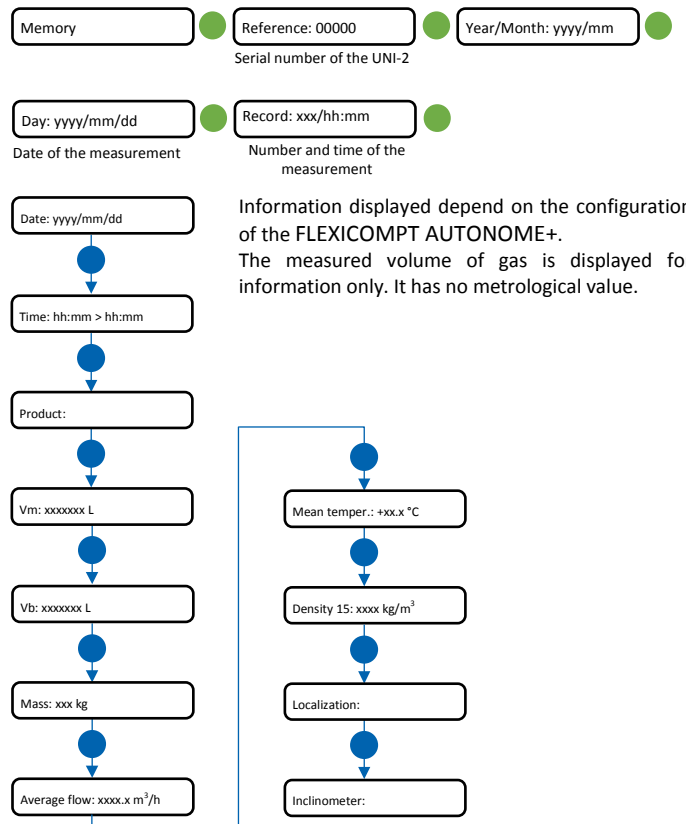 Memory
Reference: 00000
Year/Month: yyyy/mm
Serial number of the UNI-2
Day: yyyy/mm/dd
Record: xxx/hh:mm
Date of the measurement
Number and time of the
measurement
Information displayed depend on the configuration
of the FLEXICOMPT AUTONOME+.
The measured volume of gas is displayed fo
information only. It has no metrological value.
Date: yyyy/mm/dd
Time: hh:mm > hh:mm
Product:
Vm: xxxxxxx L
Vb: xxxxxxx L
Mass: xxx kg
Average flow: xxxx.x m³/h
Mean temper.: +xx.x °C
Density 15: xxxx kg/m³
Localization:
Inclinometer: